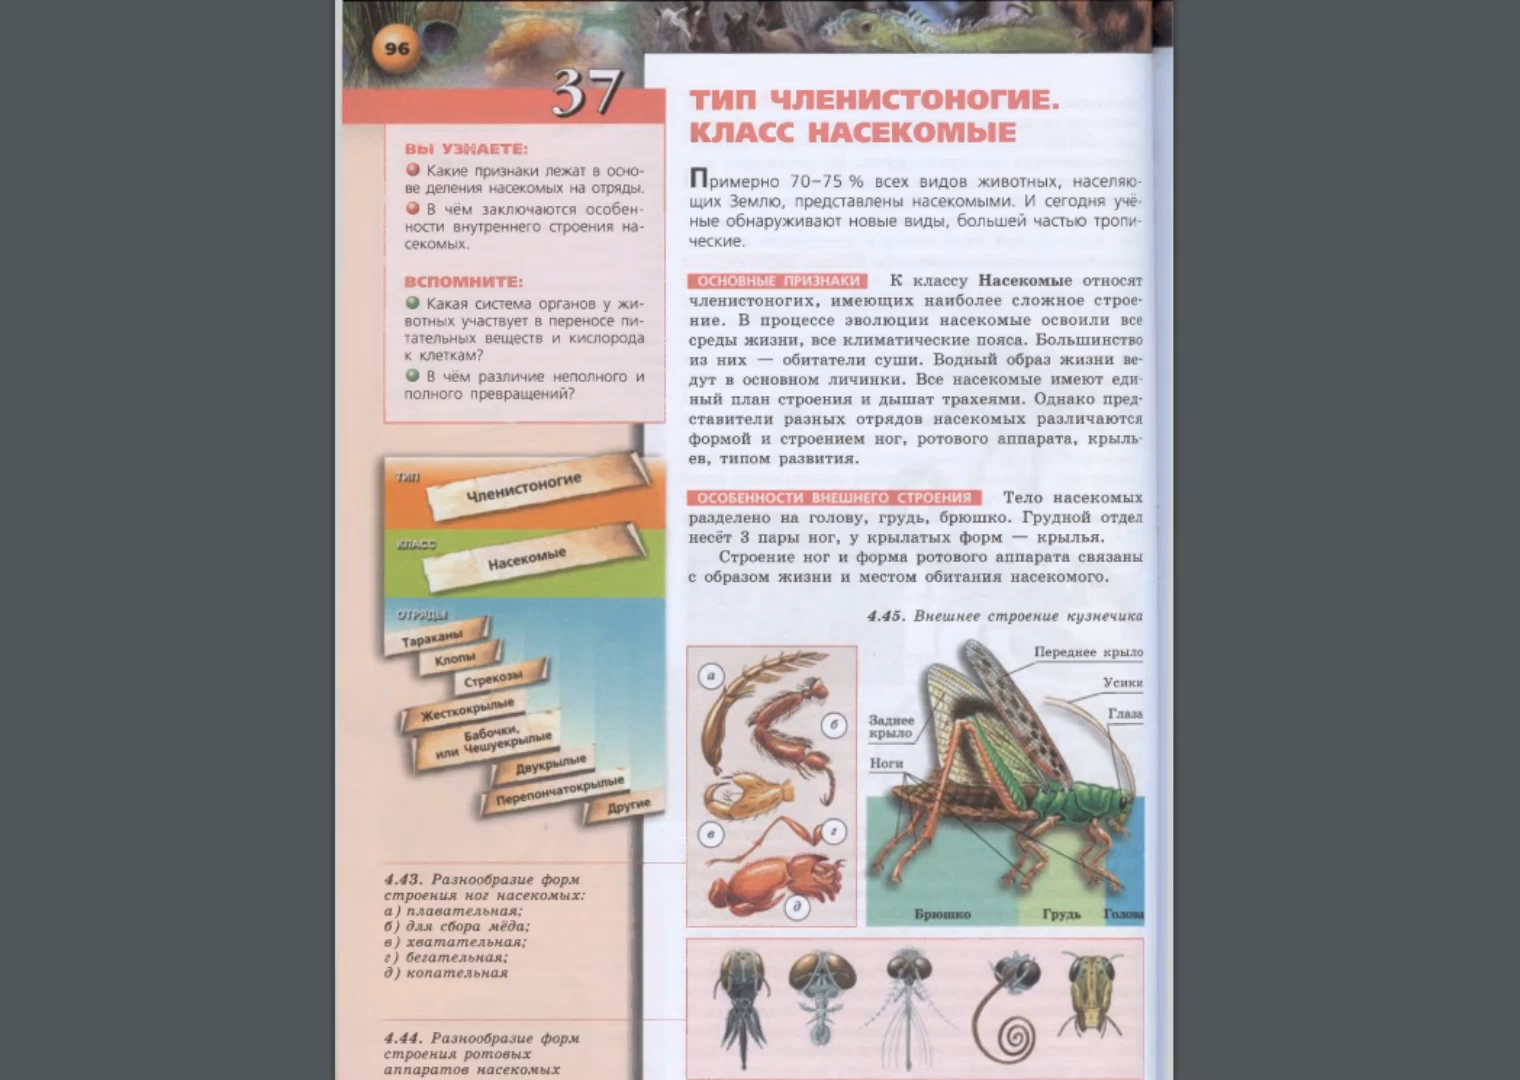 96
37
ТИП ЧЛЕНИСТОНОГИЕ.
КЛАСС НАСЕКОМЫЕ
ВЫ УЗНАЕТЕ:
Какие признаки лежат в осно-
ве деления насекомых на отряды.
В чём заключаются особен-
ности внутреннего строения на-
секомых.
ВСПОМНИТЕ:
Какая система органов у жи-
вотных участвует в переносе пи-
тательных веществ и кислорода
к клеткам?
В чём различие неполного и
полного превращений?
ТИП
Членистоногие
КЛАСС
Насекомые
ОТРЯДЫ
Тараканы
Клопы
Стрекозы
Жесткокрылые
Бабочки,
или Чешуекрылые
Двукрылые
Перепончатокрылые
Другие
4.43. Разнообразие форм
строения ног насекомых:
а) плавательная;
б) для сбора мёда;
в) хватательная;
г) бегательная;
д) копательная
4.44. Разнообразие форм
строения ротовых
аппаратов насекомых
Примерно 70–75 % всех видов животных, населяю-
щих Землю, представлены насекомыми. И сегодня учё-
ные обнаруживают новые виды, большей частью тропи-
ческие.
ОСНОВНЫЕ ПРИЗНАКИ К классу Насекомые относят
членистоногих, имеющих наиболее сложное строе-
ние. В процессе эволюции насекомые освоили все
среды жизни, все климатические пояса. Большинство
из них — обитатели суши. Водный образ жизни ве-
дут в основном личинки. Все насекомые имеют еди-
ный план строения и дышат трахеями. Однако пред-
ставители разных отрядов насекомых различаются
формой и строением ног, ротового аппарата, крыль-
ев, типом развития.
ОСОБЕННОСТИ ВНЕШНЕГО СТРОЕНИЯ Тело насекомых
разделено на голову, грудь, брюшко. Грудной отдел
несёт 3 пары ног, у крылатых форм — крылья.
Строение ног и форма ротового аппарата связаны
с образом жизни и местом обитания насекомого.
4.45. Внешнее строение кузнечика
а
б
в
г
д
Переднее крыло
Усики
Глаза
Заднее
крыло
Ноги
Брюшко
Грудь
Голова